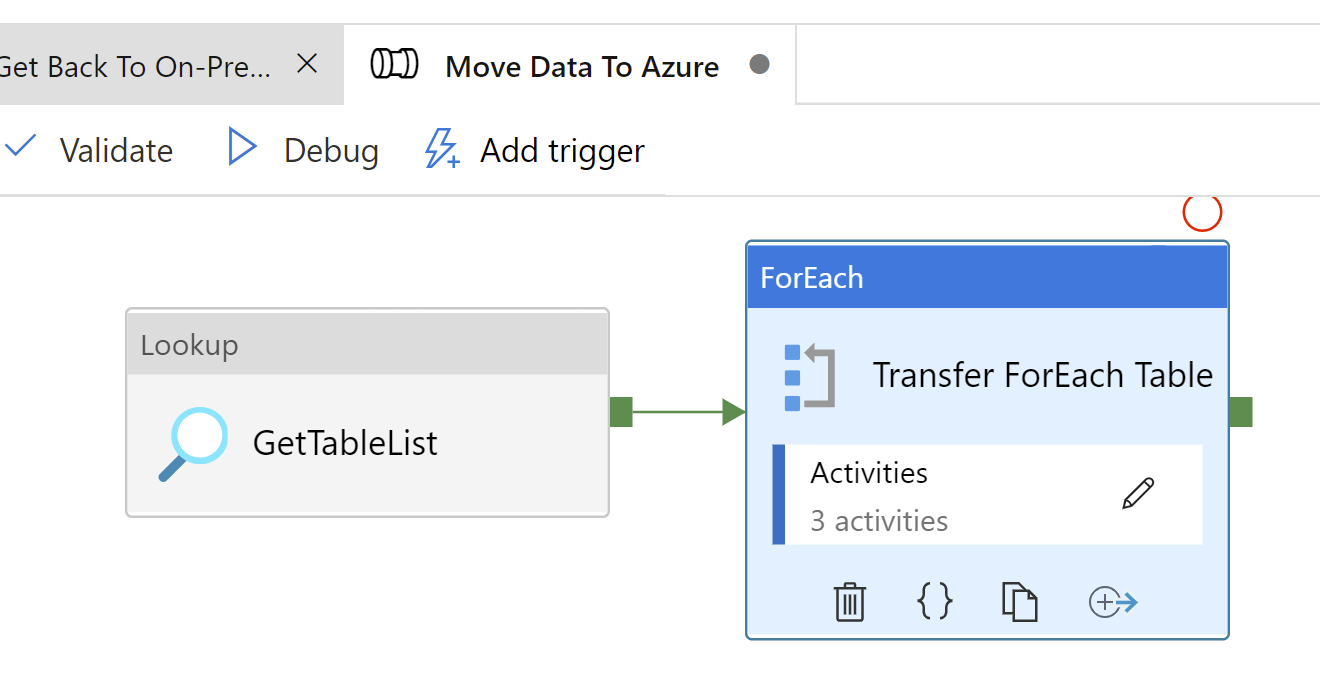 Get Back To On-Pre...
Move Data To Azure
Validate
Debug
Add trigger
Lookup
GetTableList
ForEach
Transfer ForEach Table
Activities
3 activities